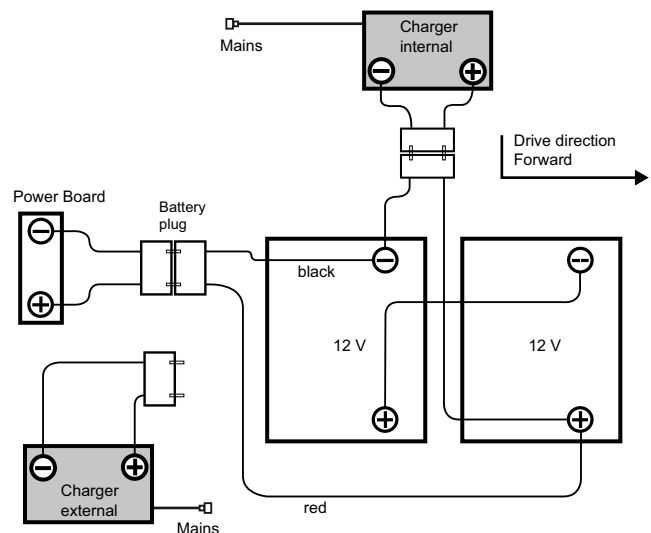 Charger
internal
Mains
Drive direction
Forward
Power Board
Battery
plug
black
12 V
12 V
Charger
external
red
Mains